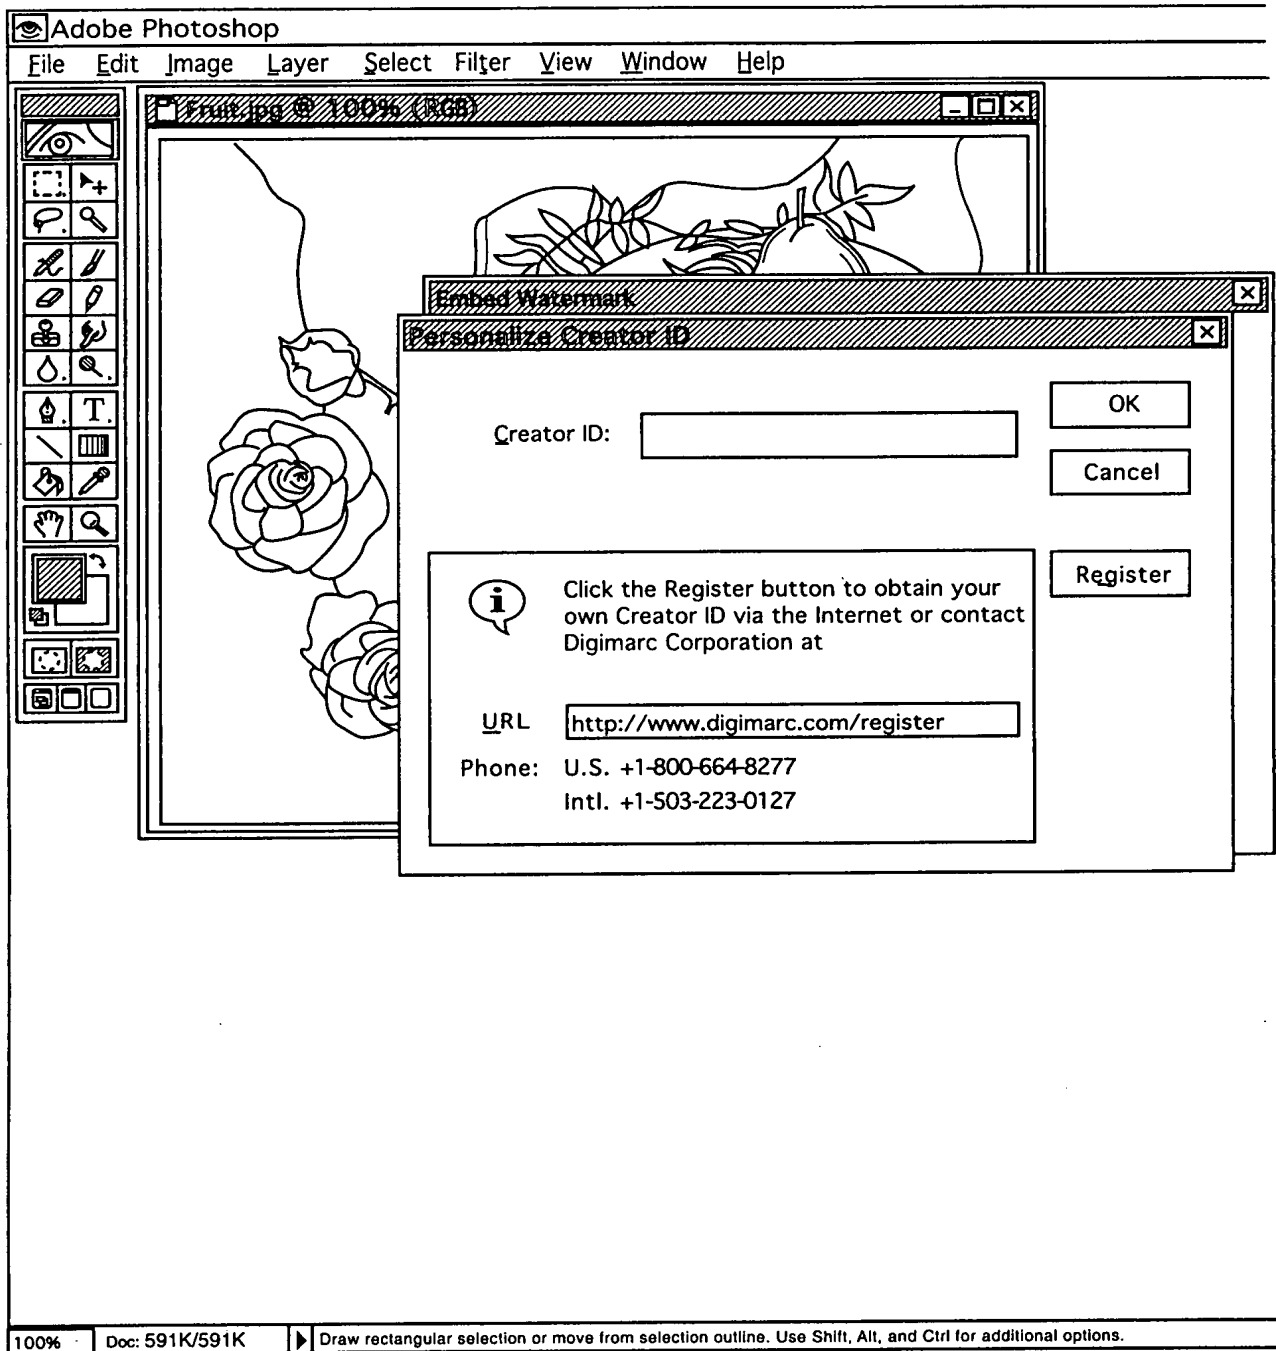 Adobe Photoshop
File Edit Image Layer Select Filter View Window Help
Fruit.jpg @ 100% (RGB)
Embed Watermark
Personalize Creator ID
Creator ID:
OK
Cancel
Register
Click the Register button to obtain your
own Creator ID via the Internet or contact
Digimarc Corporation at
URL http://www.digimarc.com/register
Phone: U.S. +1-800-664-8277
Intl. +1-503-223-0127
T
100% Doc: 591K/591K Draw rectangular selection or move from selection outline. Use Shift, Alt, and Ctrl for additional options.